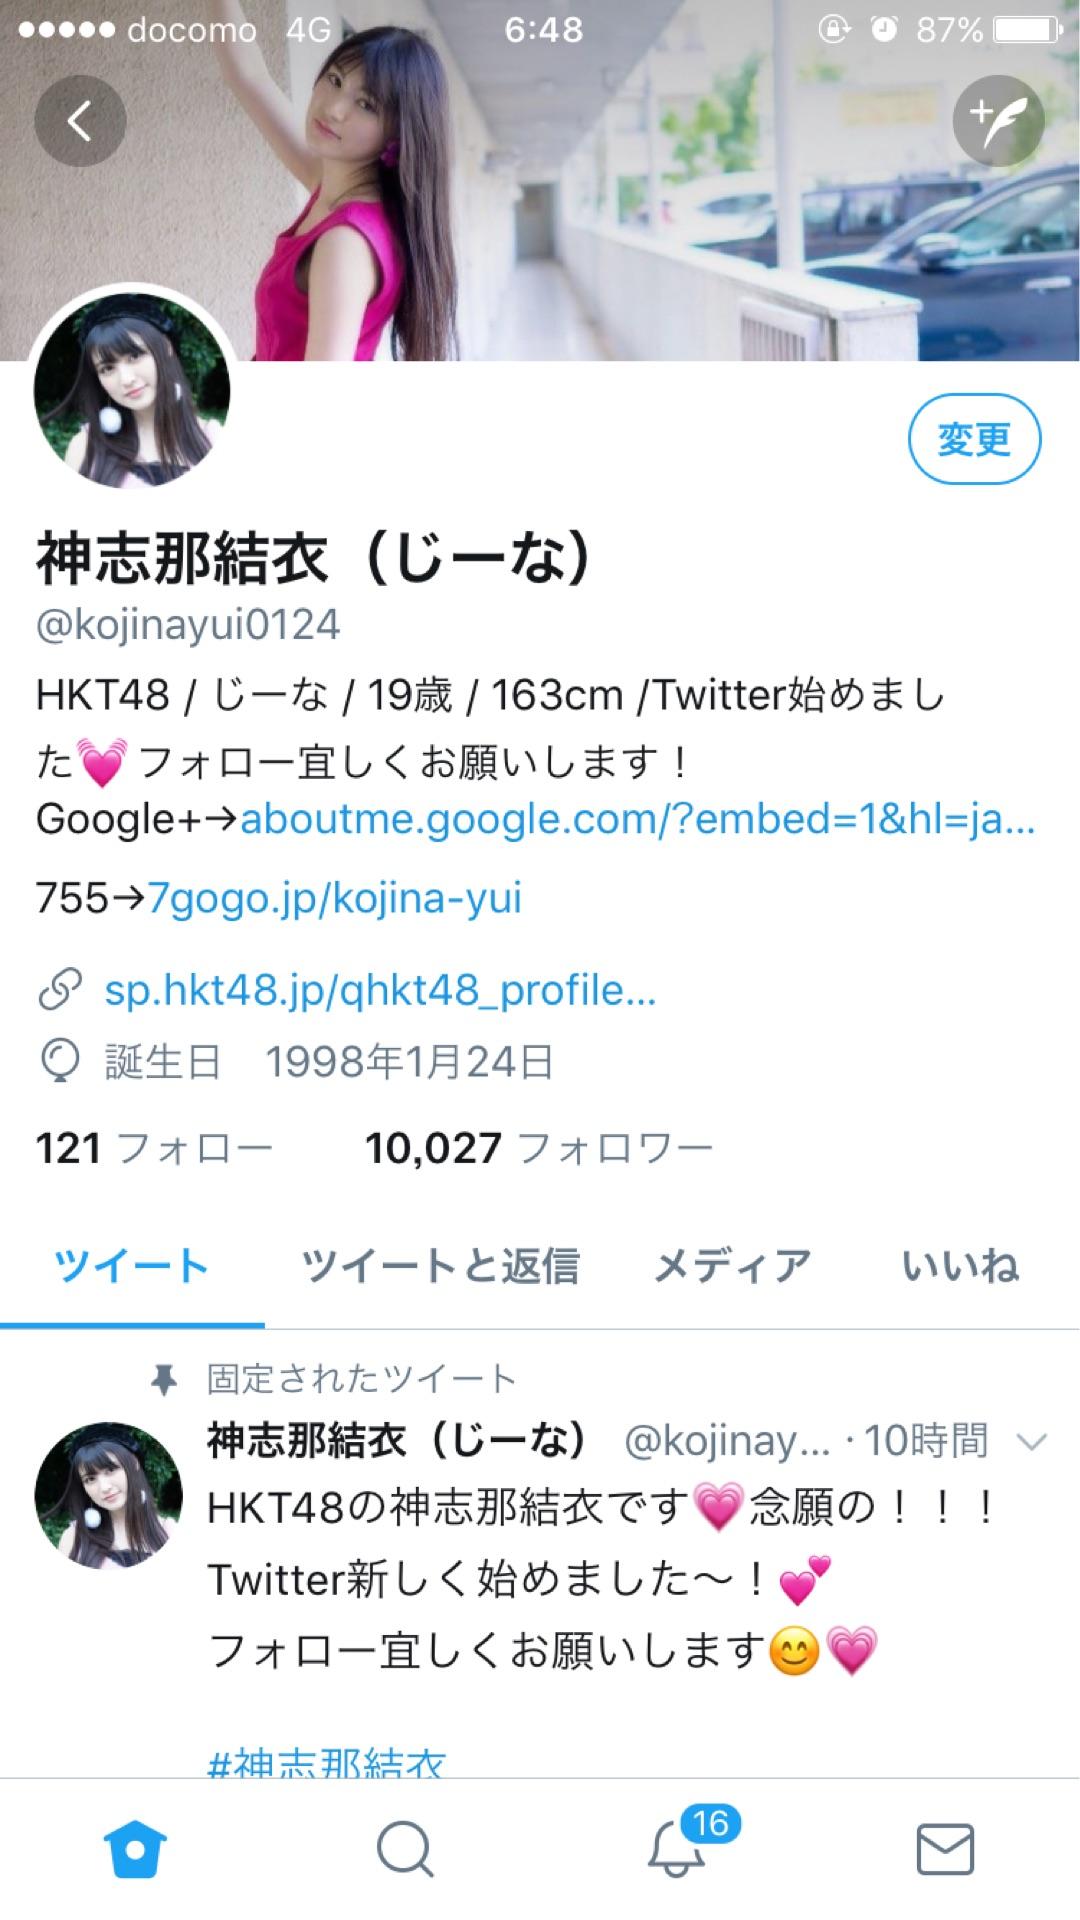 docomo 4G 6:48 87%
変更
神志那結衣（じーな）
@kojinayui0124
HKT48 / じーな / 19歳 / 163cm /Twitter始めまし
た💓フォロー宜しくお願いします！
Google+→aboutme.google.com/?embed=1&hl=ja...
755→7gogo.jp/kojina-yui
sp.hkt48.jp/qhkt48_profile...
誕生日 1998年1月24日
121 フォロー 10,027 フォロワー
ツイート ツイートと返信 メディア いいね
固定されたツイート
神志那結衣（じーな） @kojinay... · 10時間
HKT48の神志那結衣です💗念願の！！！
Twitter新しく始めました〜！💕
フォロー宜しくお願いします😊💗
#神志那結衣
16